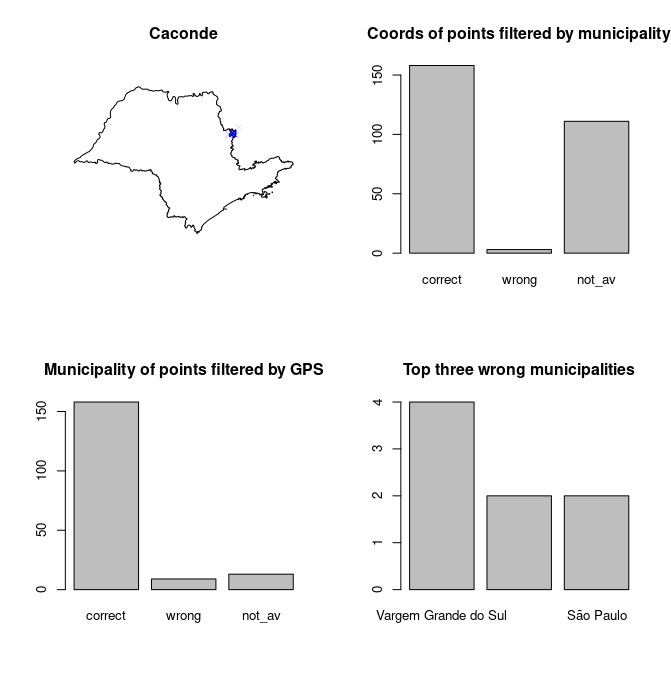 Caconde
Coords of points filtered by municipality
150
100
50
0
correct wrong not_av
Municipality of points filtered by GPS
150
100
50
0
correct wrong not_av
Top three wrong municipalities
4
3
2
1
0
Vargem Grande do Sul São Paulo